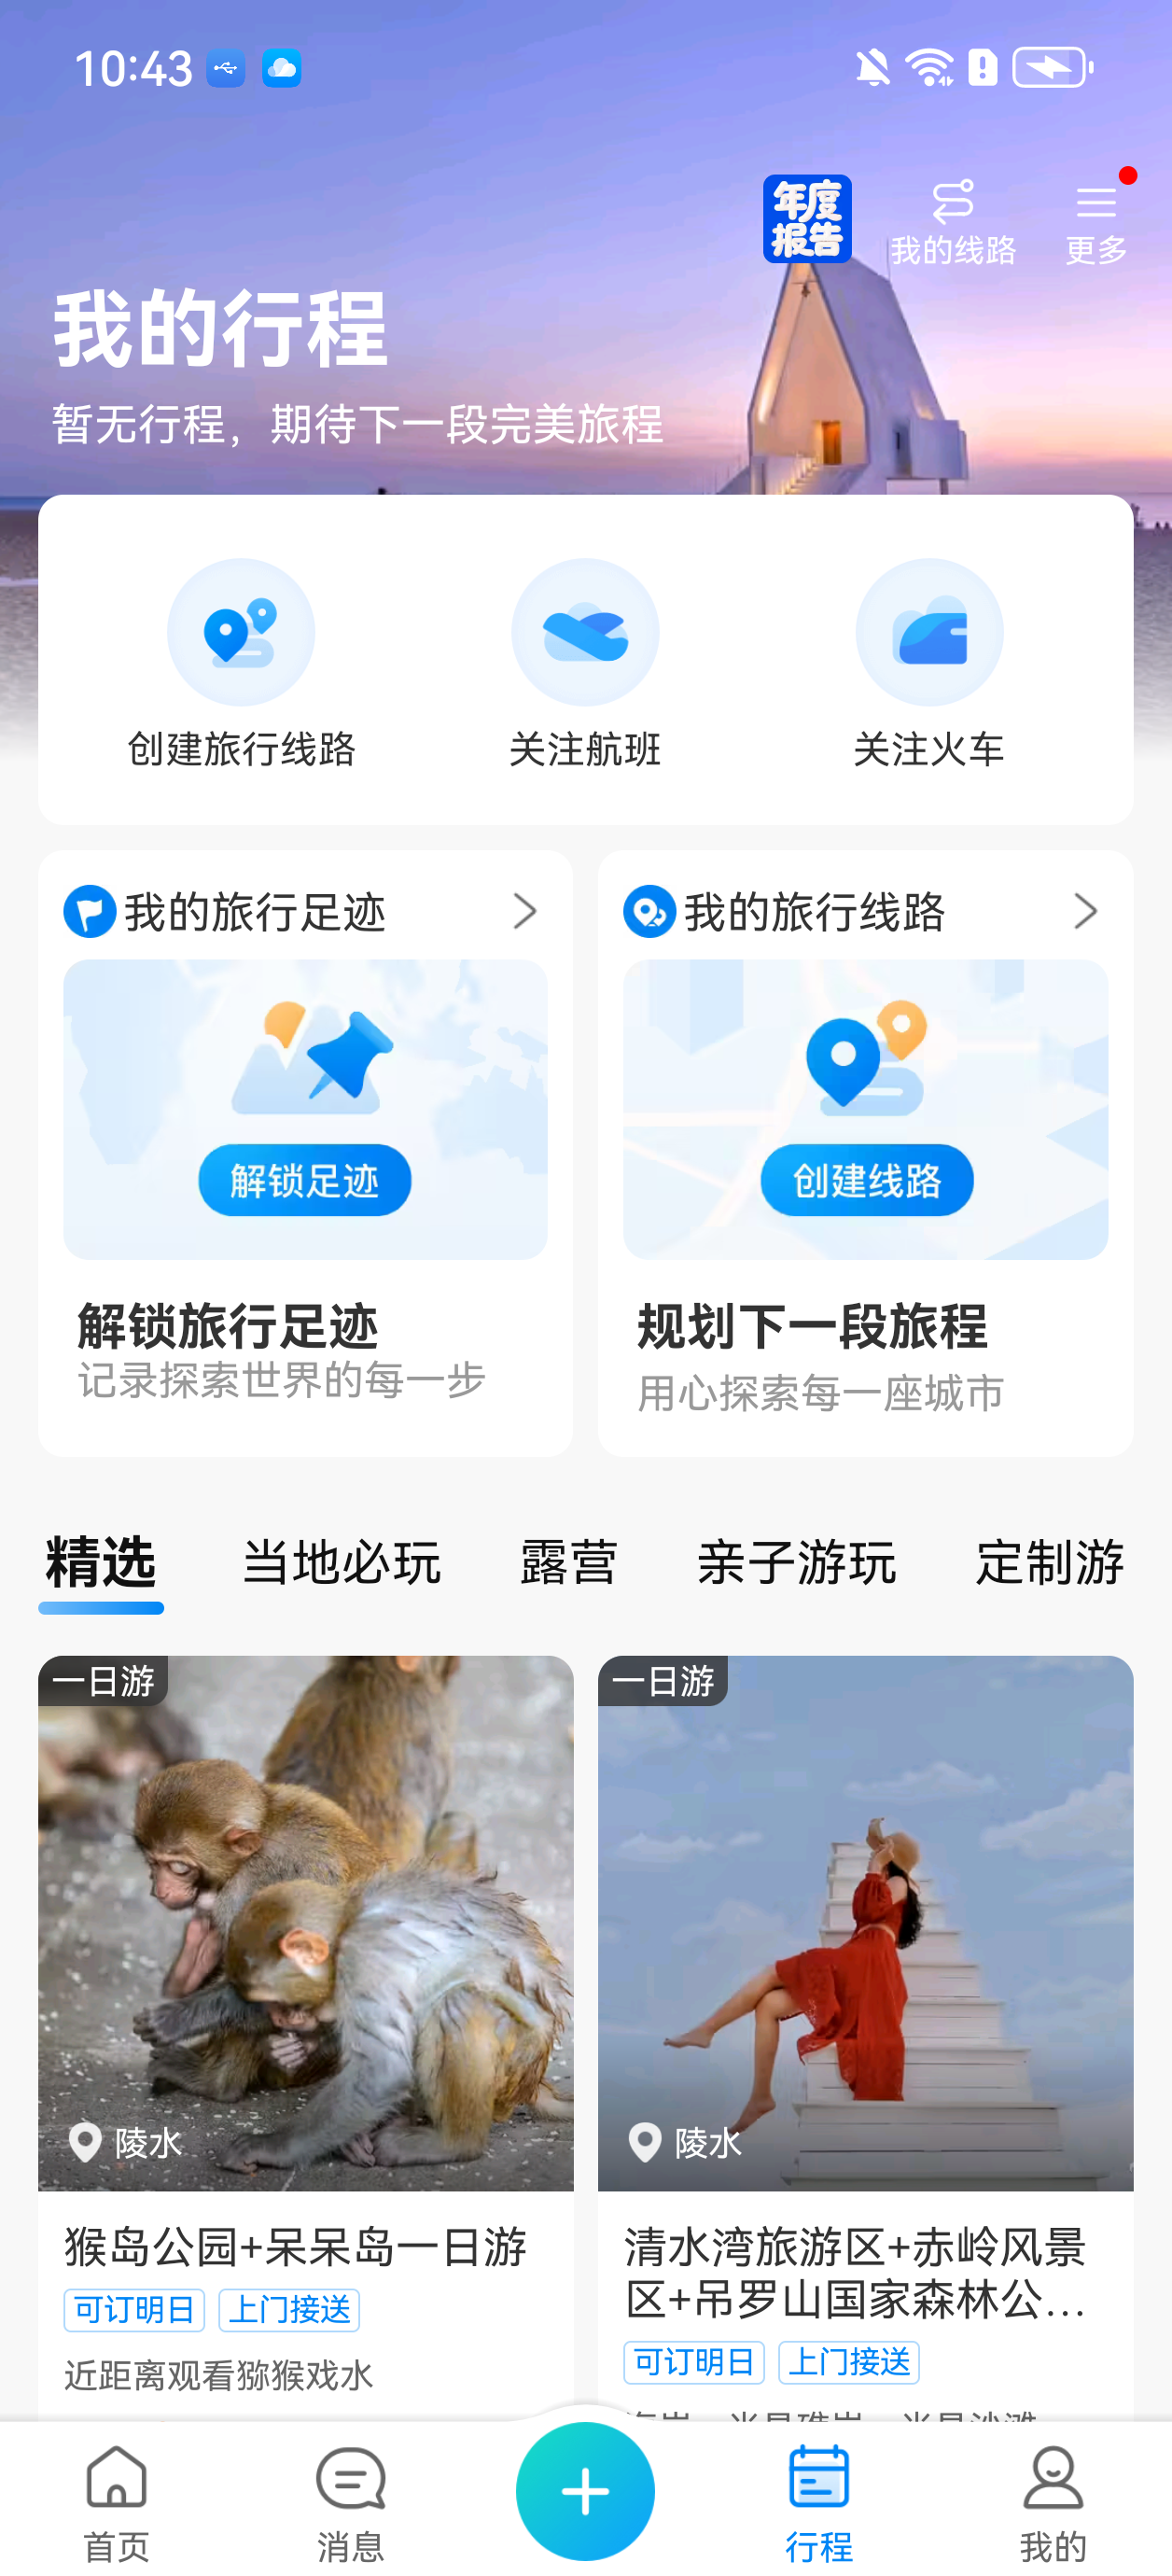 10:43
年度
报告
我的线路
更多
我的行程
暂无行程，期待下一段完美旅程
创建旅行线路
关注航班
关注火车
我的旅行足迹
我的旅行线路
解锁足迹
创建线路
解锁旅行足迹
记录探索世界的每一步
规划下一段旅程
用心探索每一座城市
精选
当地必玩
露营
亲子游玩
定制游
一日游
陵水
猴岛公园+呆呆岛一日游
可订明日
上门接送
近距离观看猕猴戏水
一日游
陵水
清水湾旅游区+赤岭风景
区+吊罗山国家森林公...
可订明日
上门接送
首页
消息
行程
我的